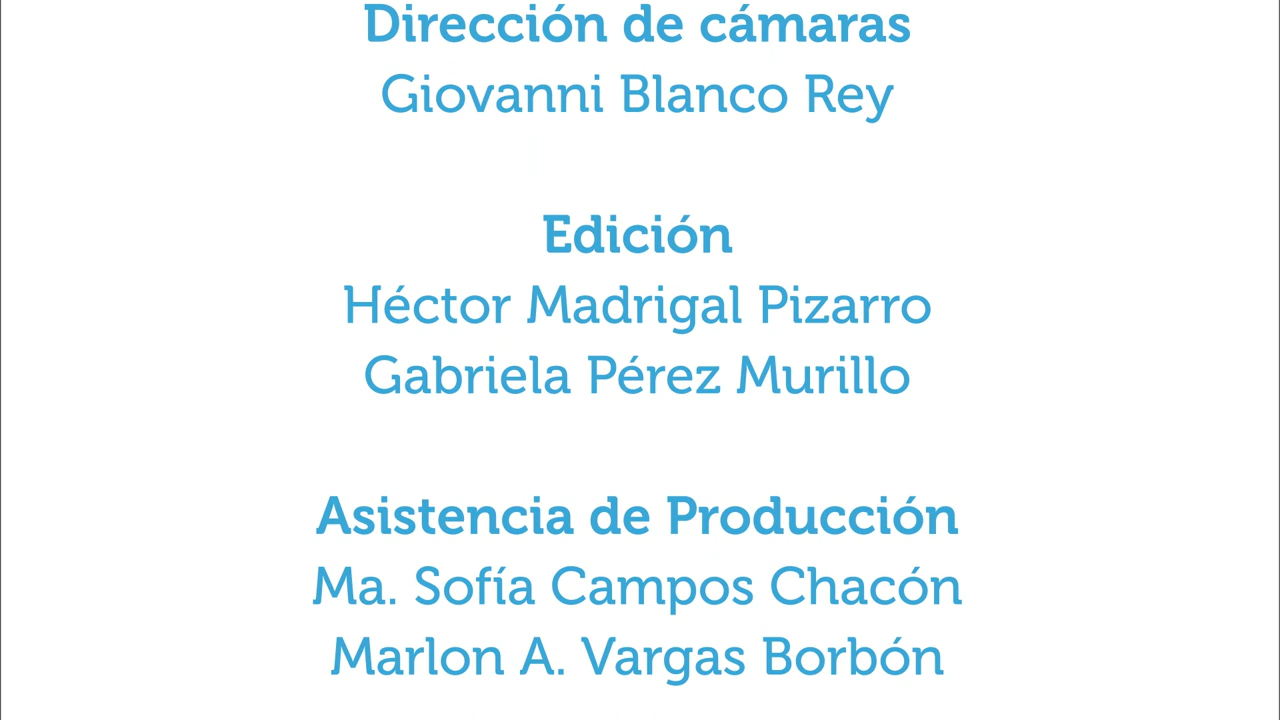 Dirección de cámaras
Giovanni Blanco Rey
Edición
Héctor Madrigal Pizarro
Gabriela Pérez Murillo
Asistencia de Producción
Ma. Sofía Campos Chacón
Marlon A. Vargas Borbón